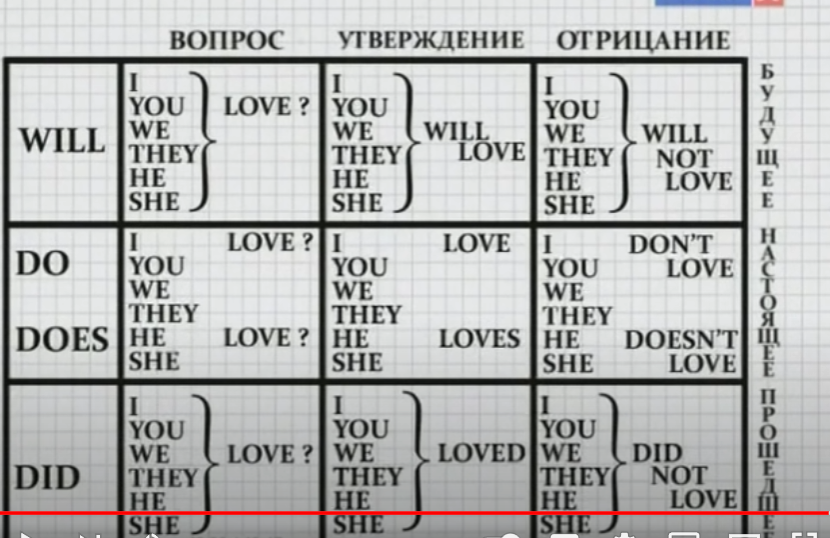 ВОПРОС УТВЕРЖДЕНИЕ ОТРИЦАНИЕ
WILL
I
YOU
WE
THEY
HE
SHE
LOVE ?
I
YOU
WE
THEY
HE
SHE
WILL
LOVE
I
YOU
WE
THEY
HE
SHE
WILL
NOT
LOVE
БУДУЩЕЕ
DO
DOES
I
YOU
WE
THEY
HE
SHE
LOVE ?
LOVE ?
I
YOU
WE
THEY
HE
SHE
LOVE
LOVES
I
YOU
WE
THEY
HE
SHE
DON'T
LOVE
DOESN'T
LOVE
НАСТОЯЩЕЕ
DID
I
YOU
WE
THEY
HE
SHE
LOVE ?
I
YOU
WE
THEY
HE
SHE
LOVED
I
YOU
WE
THEY
HE
SHE
DID
NOT
LOVE
ПРОШЕДШЕ